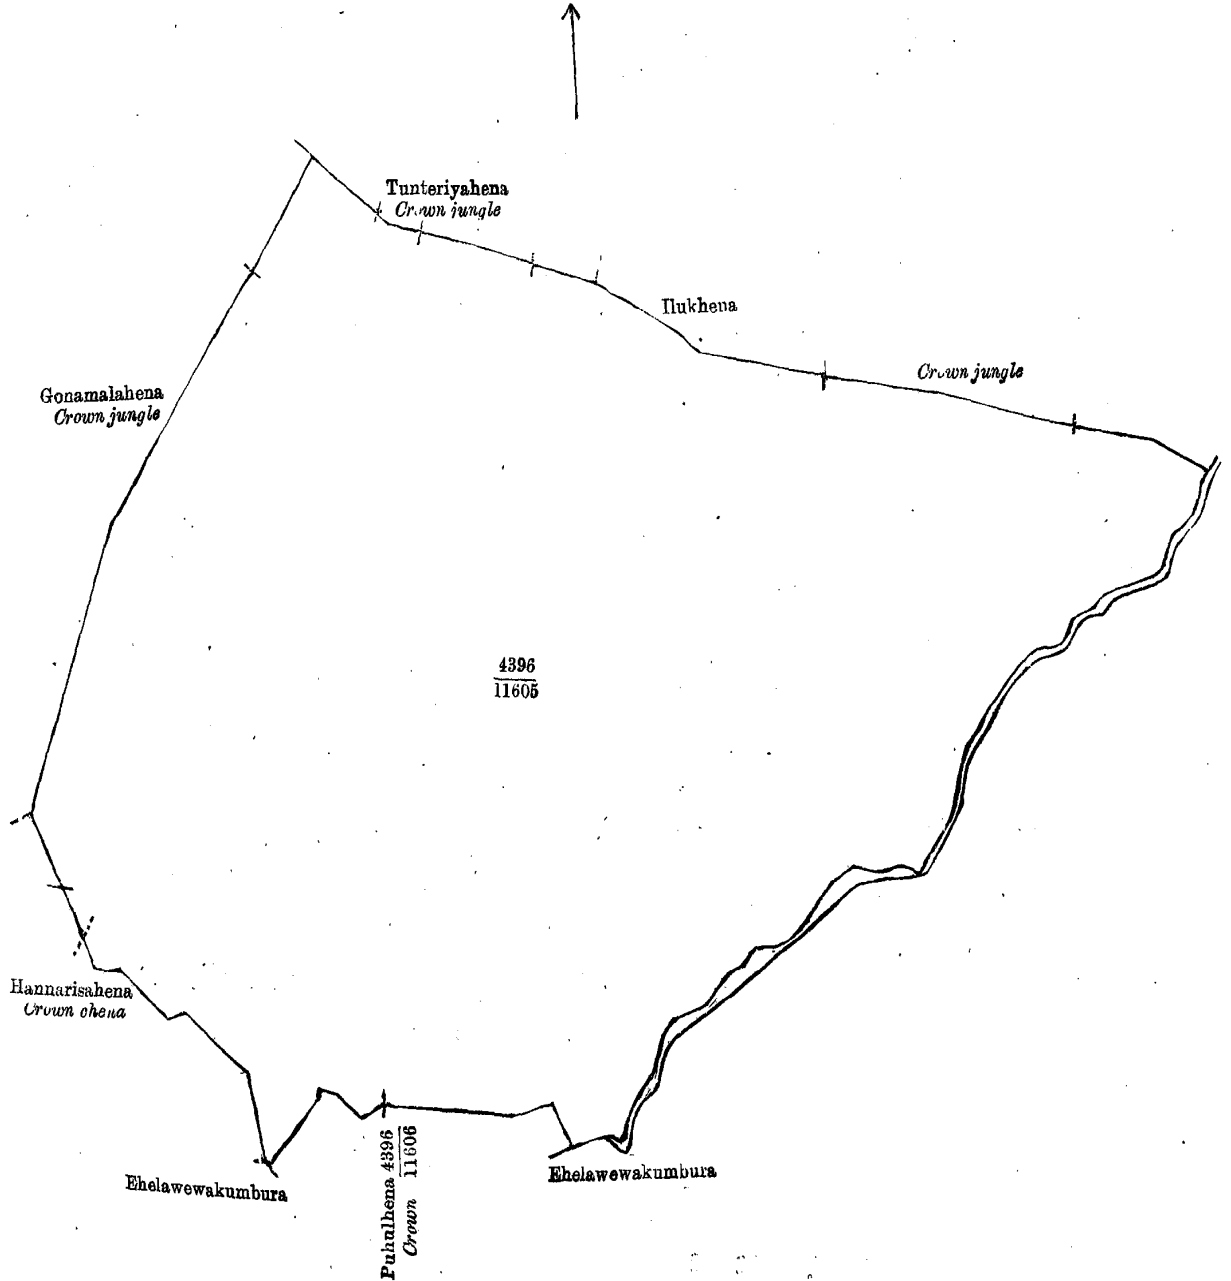 Tunteriyahena
Crown jungle
Ilukhena
Crown jungle
Gonamalahena
Crown jungle
4396
11605
Hannarisahena
Crown chena
Ehelawewakumbura
Puhulhena 4396
Crown 11606
Ehelawewakumbura